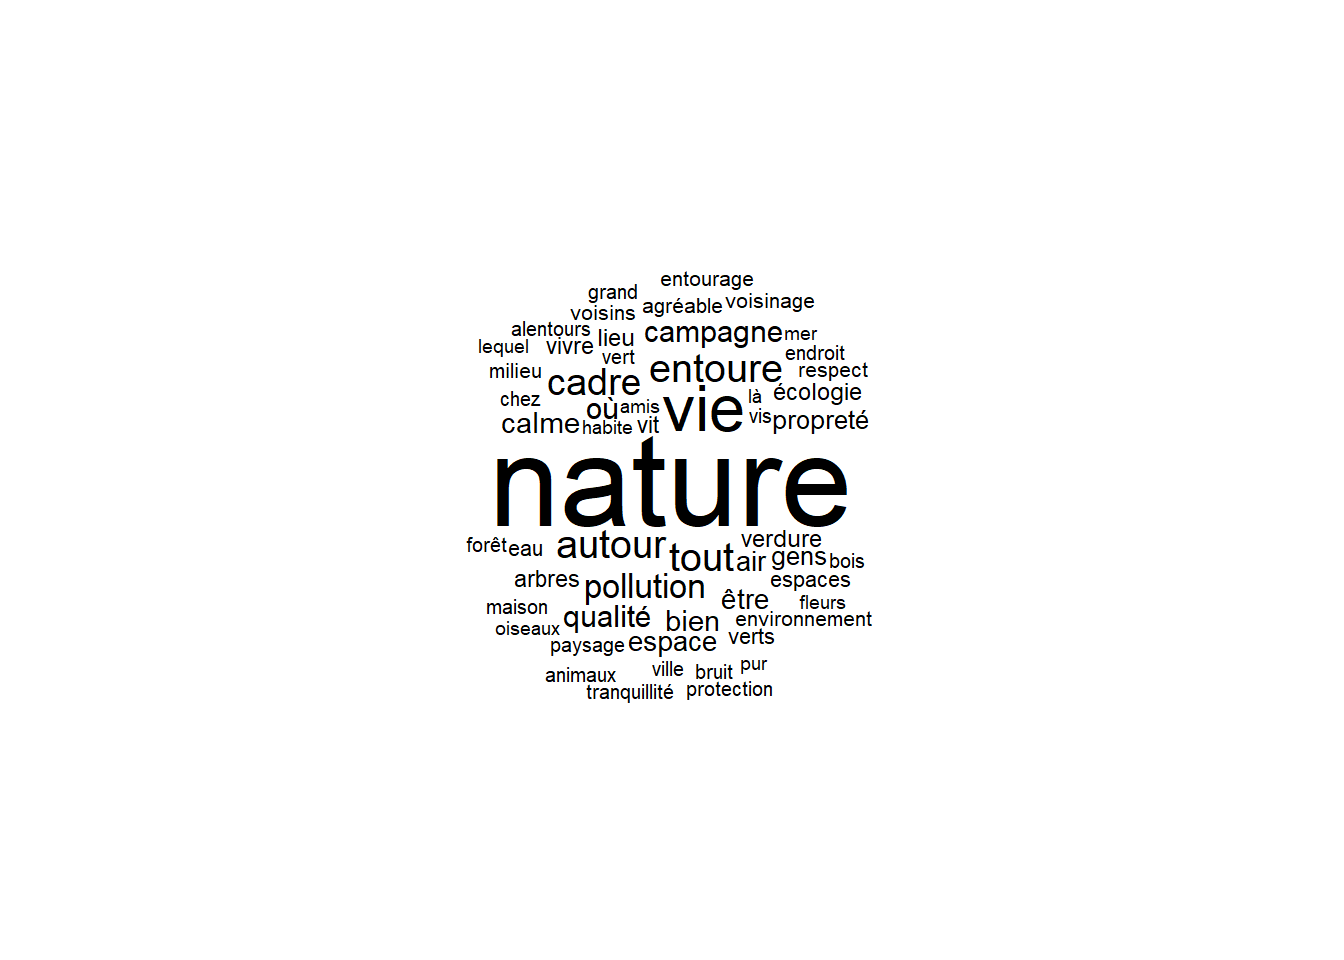 entourage
grand
agréable voisinage
voisins
alentours lieu campagne mer
lequel vivre vert endroit
milieu cadre entoure respect
chez où amis vie là écologie
calme habite vit vis propreté
nature
forêt eau autour tout air verdure gens bois
arbres pollution espaces
maison être fleurs
oiseaux qualité bien environnement
paysage espace verts
animaux ville bruit pur
tranquillité protection